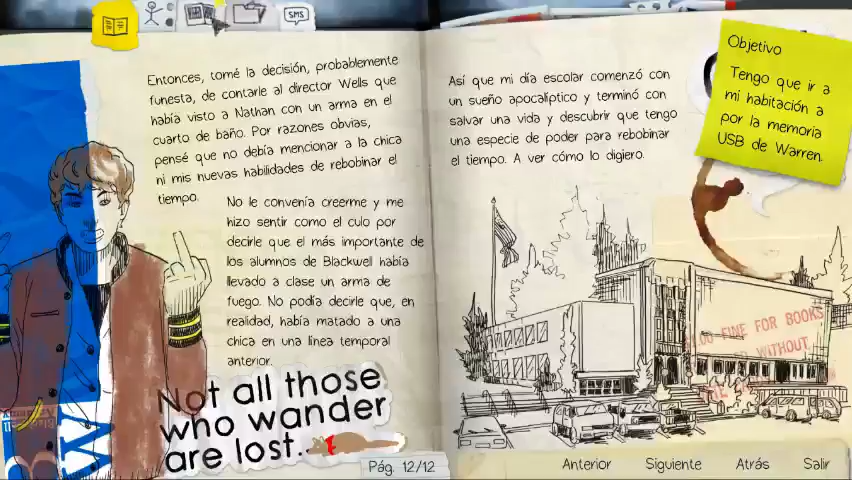 SMS
Entonces, tomé la decisión, probablemente
funesta, de contarle al director Wells que
había visto a Nathan con un arma en el
cuarto de baño. Por razones obvias,
pensé que no debía mencionar a la chica
ni mis nuevas habilidades de rebobinar el
tiempo.
No le convenía creerme y me
hizo sentir como el culo por
decirle que el más importante de
los alumnos de Blackwell había
llevado a clase un arma de
fuego. No podía decirle que, en
realidad, había matado a una
chica en una línea temporal
anterior.
Not all those
who wander
are lost.
Pág. 12/12
Así que mi día escolar comenzó con
un sueño apocalíptico y terminó con
salvar una vida y descubrir que tengo
una especie de poder para rebobinar
el tiempo. A ver cómo lo digiero.
Objetivo
Tengo que ir a
mi habitación a
por la memoria
USB de Warren.
FINE FOR BOOKS
WITHOUT
Anterior Siguiente Atrás Salir